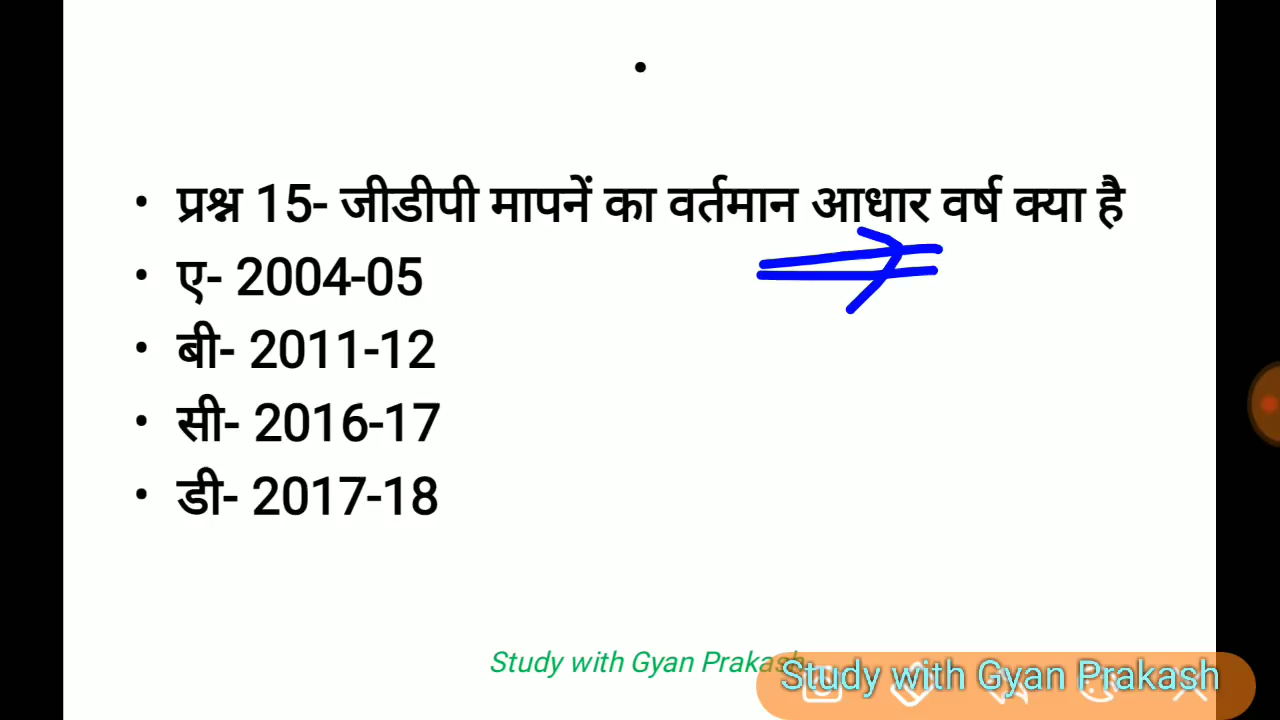 • प्रश्न 15- जीडीपी मापनें का वर्तमान आधार वर्ष क्या है
• ए- 2004-05
• बी- 2011-12
• सी- 2016-17
• डी- 2017-18
Study with Gyan Prakash
Study with Gyan Prakash